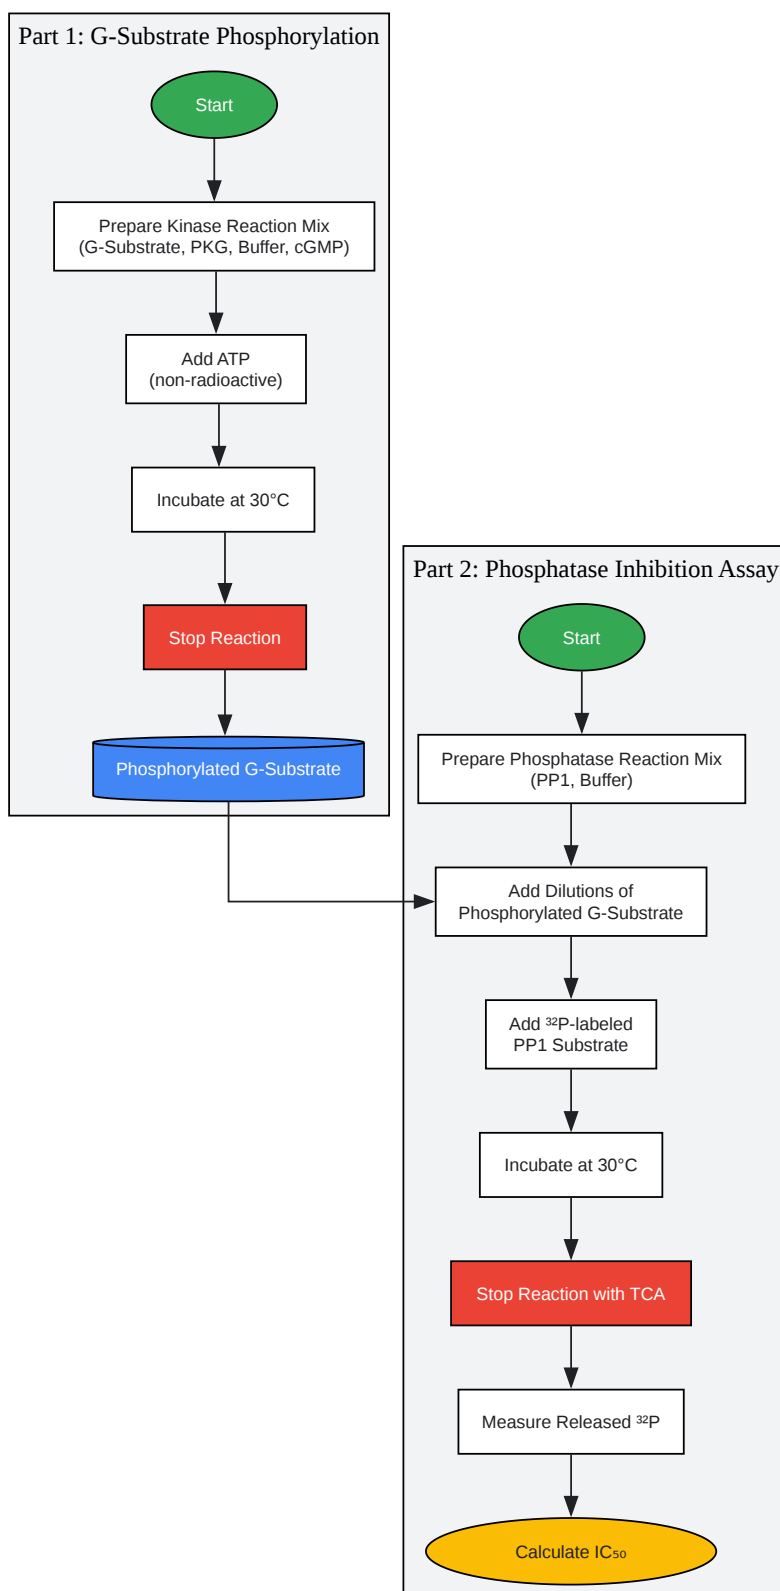 Part 1: G-Substrate Phosphorylation
Start
Prepare Kinase Reaction Mix
(G-Substrate, PKG, Buffer, cGMP)
Add ATP
(non-radioactive)
Incubate at 30°C
Stop Reaction
Phosphorylated G-Substrate
Part 2: Phosphatase Inhibition Assay
Start
Prepare Phosphatase Reaction Mix
(PP1, Buffer)
Add Dilutions of
Phosphorylated G-Substrate
Add ³²P-labeled
PP1 Substrate
Incubate at 30°C
Stop Reaction with TCA
Measure Released ³²P
Calculate IC₅₀